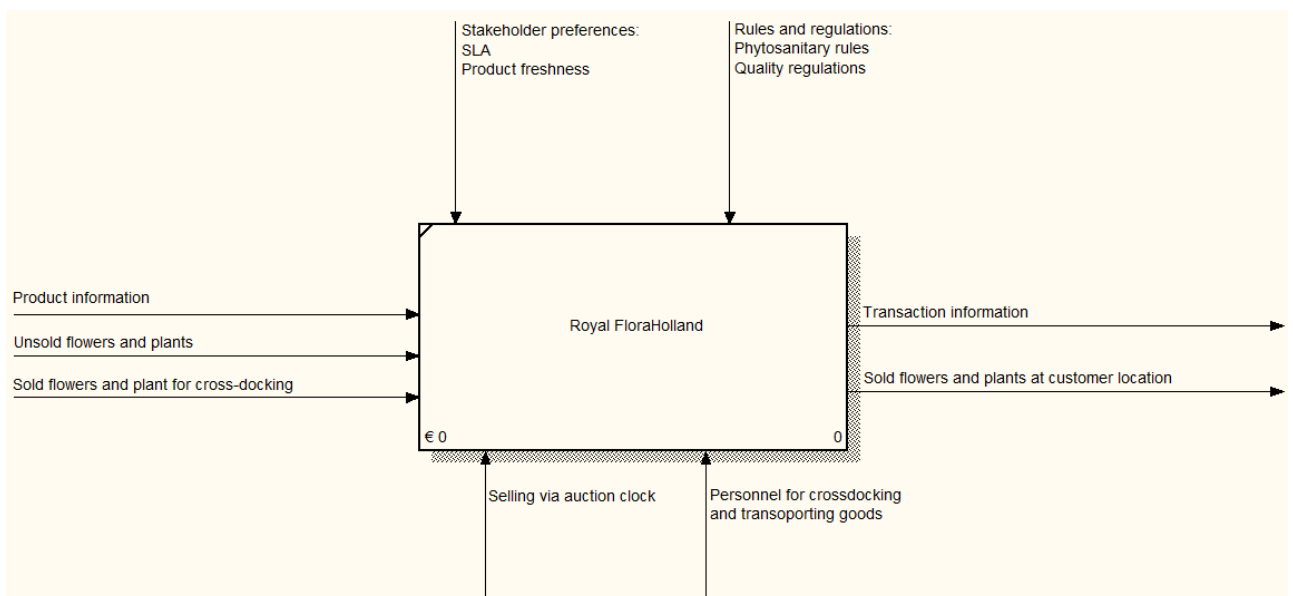 Stakeholder preferences:
SLA
Product freshness
Rules and regulations:
Phytosanitary rules
Quality regulations
Product information
Unsold flowers and plants
Sold flowers and plant for cross-docking
Royal FloraHolland
€ 0
0
Transaction information
Sold flowers and plants at customer location
Selling via auction clock
Personnel for crossdocking
and transoporting goods